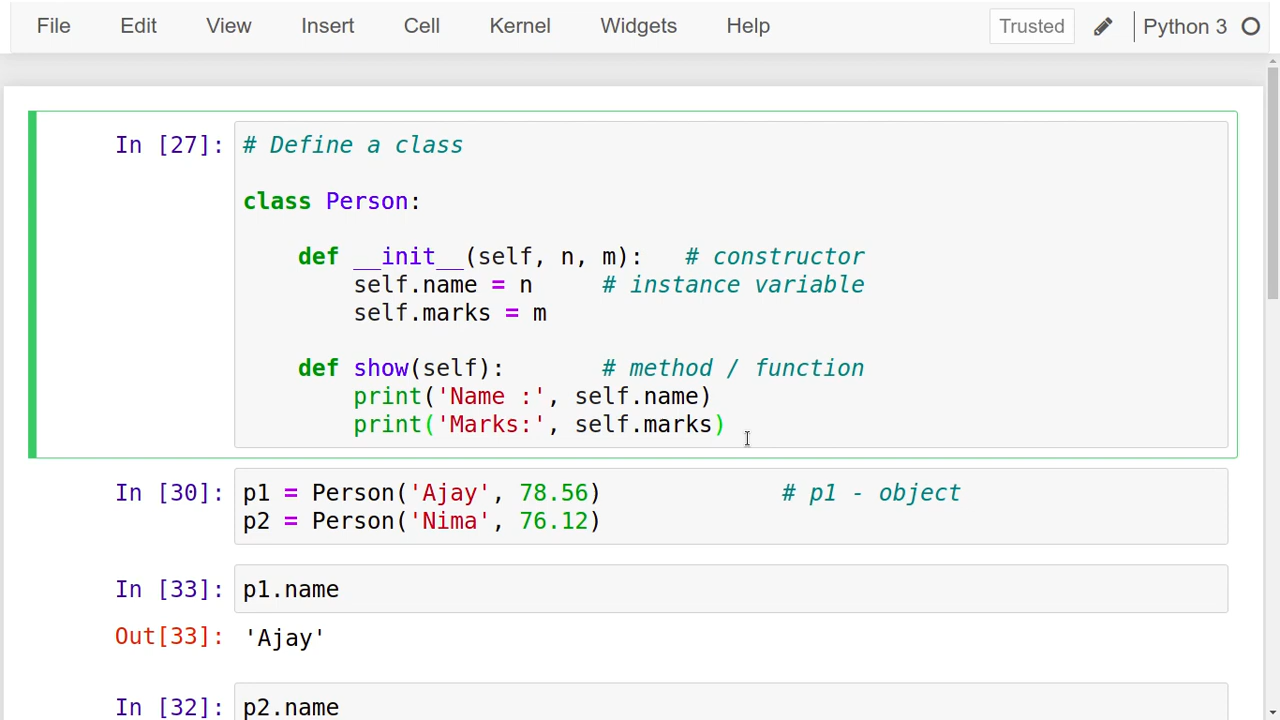 File Edit View Insert Cell Kernel Widgets Help Trusted Python 3
In [27]: # Define a class
class Person:
    def __init__(self, n, m):   # constructor
        self.name = n     # instance variable
        self.marks = m
    def show(self):       # method / function
        print('Name :', self.name)
        print('Marks:', self.marks)
In [30]: p1 = Person('Ajay', 78.56)             # p1 - object
p2 = Person('Nima', 76.12)
In [33]: p1.name
Out[33]: 'Ajay'
In [32]: p2.name